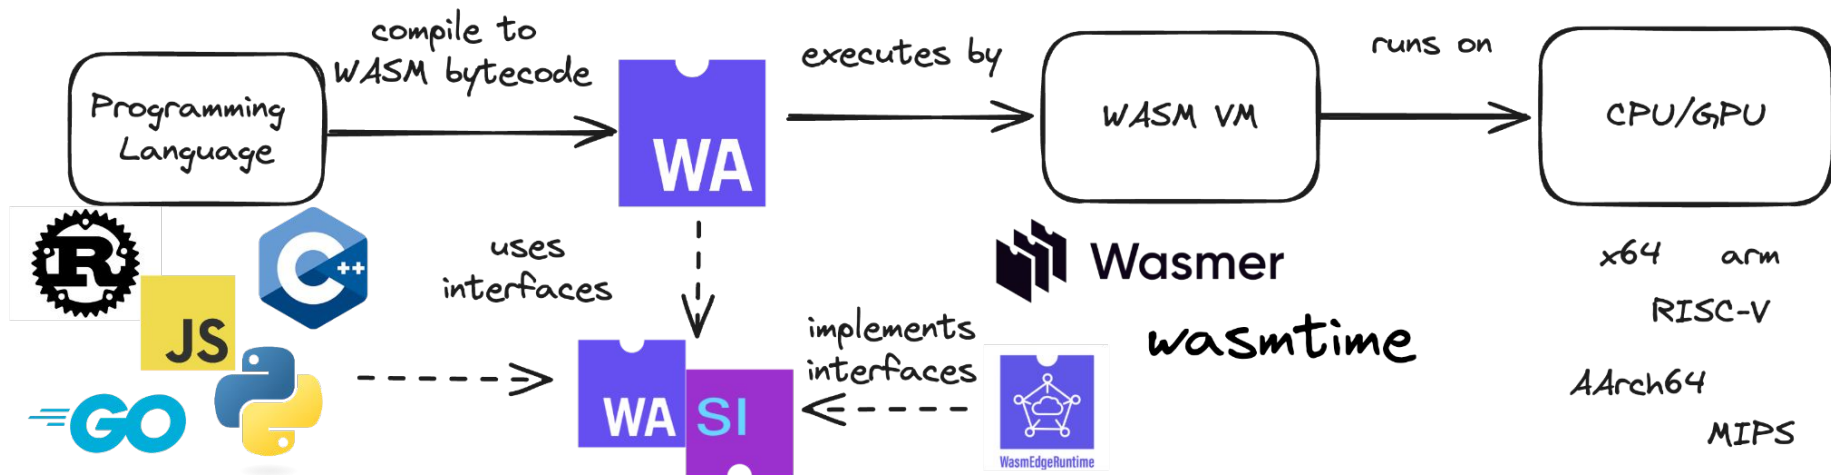 Programming
Language
compile to
WASM bytecode
WA
executes by
WASM VM
runs on
CPU/GPU
R
C++
JS
GO
uses
interfaces
WA SI
implements
interfaces
Wasmer
wasmtime
WasmEdgeRuntime
x64 arm
RISC-V
AArch64
MIPS